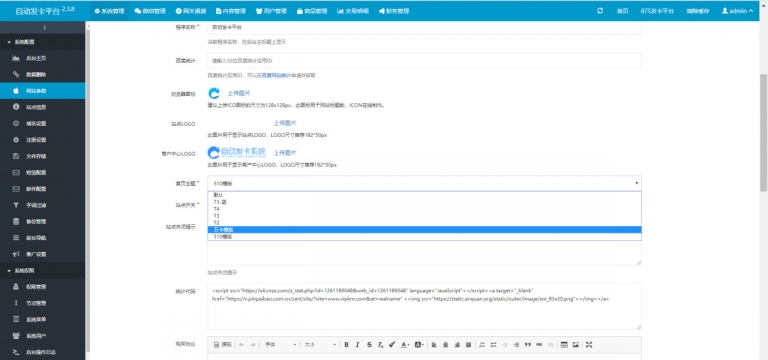 自动发卡平台 2.3.8
系统管理
微信管理
网关通道
内容管理
用户管理
商品管理
交易明细
财务管理
首页
875发卡平台
清除缓存
admin
系统配置
后台主页
数据删除
网站参数
站点信息
域名设置
注册设置
文件存储
短信配置
邮件配置
字词过滤
备份管理
前台导航
推广设置
系统权限
权限管理
节点管理
系统菜单
系统用户
后台操作日志
程序名称 *
自动发卡平台
当前程序名称，在后台主标题上显示
百度统计
请输入32位百度统计应用ID
百度统计应用ID，可以在百度网站统计申请并获取
浏览器图标
上传图片
建议上传ICO图标的尺寸为128x128px，此图标用于网站标题前，ICON在线制作。
站点LOGO
上传图片
此图片用于显示站点LOGO，LOGO尺寸推荐182*50px
商户中心LOGO
自动发卡系统
上传图片
此图片用于显示商户中心LOGO，LOGO尺寸推荐182*50px
首页主题 *
510模版
默认
T3-蓝
T4
T3
T2
万卡模版
510模版
站点开关 *
站点关闭提示
站点关闭提示
统计代码
<script src="https://v4.cnzz.com/z_stat.php?id=1261189048&web_id=1261189048" language="JavaScript"></script><a target="_blank"
href="https://v.pinpaibao.com.cn/cert/site/?site=www.vipkm.com&at=realname" ><img src="https://static.anquan.org/static/outer/image/sm_83x30.png"></img></a>
购买协议
源码
字体
大小